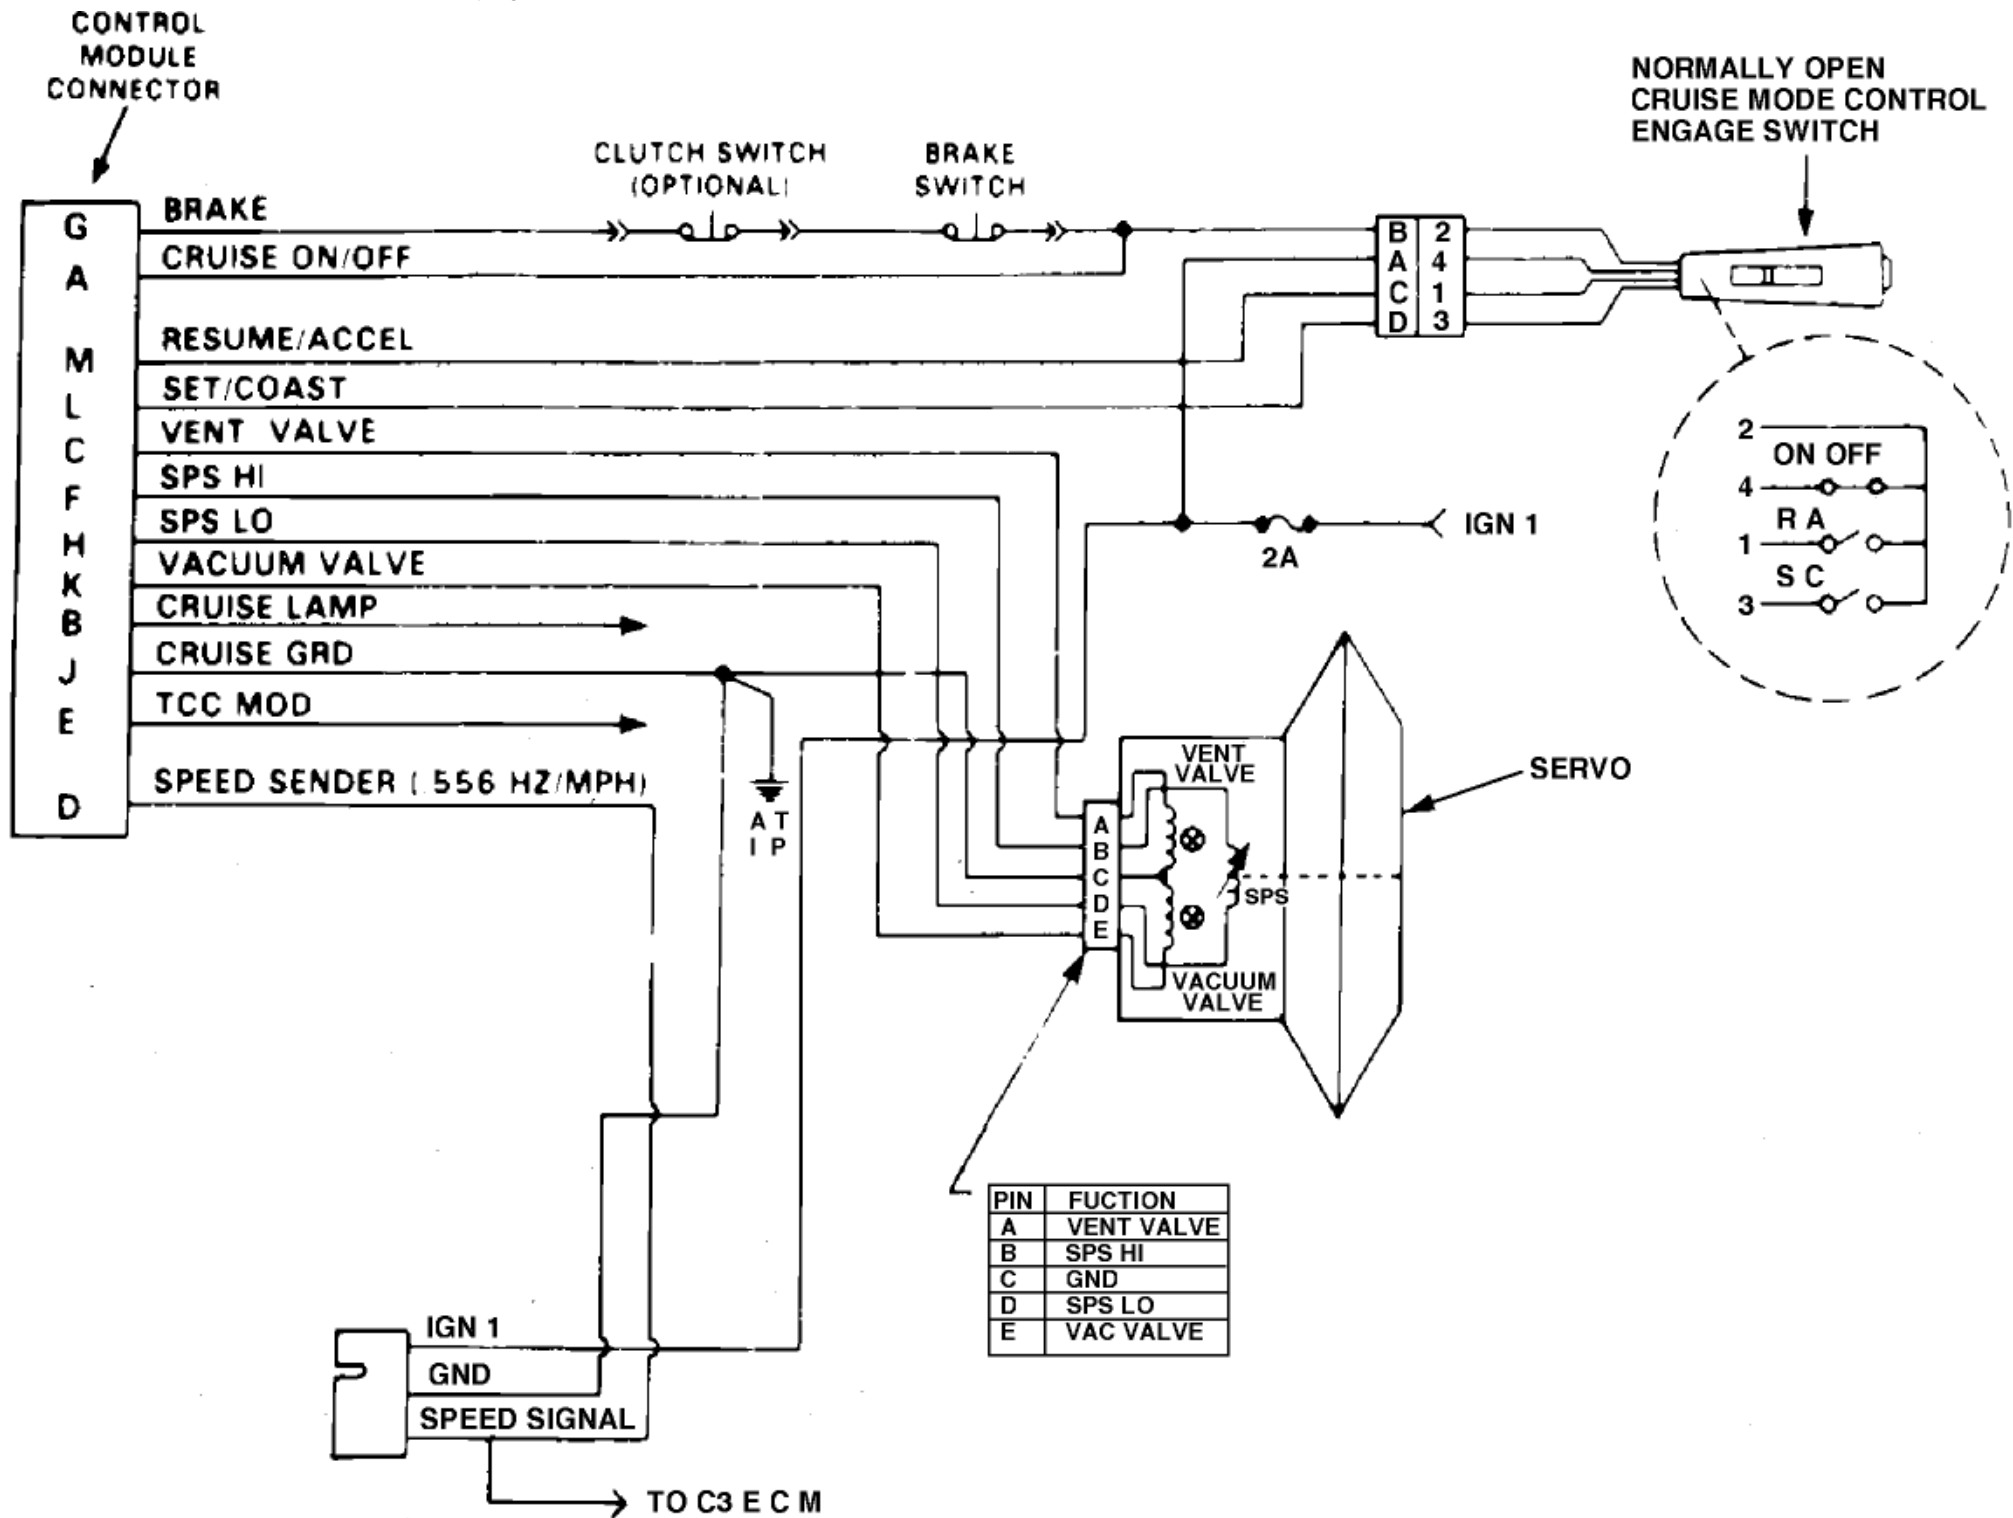 CONTROL
MODULE
CONNECTOR
NORMALLY OPEN
CRUISE MODE CONTROL
ENGAGE SWITCH
CLUTCH SWITCH
(OPTIONAL)
BRAKE
SWITCH
G
BRAKE
A
CRUISE ON/OFF
M
RESUME/ACCEL
L
SET/COAST
C
VENT VALVE
F
SPS HI
H
SPS LO
K
VACUUM VALVE
B
CRUISE LAMP
J
CRUISE GRD
E
TCC MOD
D
SPEED SENDER (.556 HZ/MPH)
B 2
A 4
C 1
D 3
2
ON OFF
4
R A
1
S C
3
IGN 1
2A
A T
I P
VENT
VALVE
A
B
C
D
E
SPS
VACUUM
VALVE
SERVO
PIN FUCTION
A VENT VALVE
B SPS HI
C GND
D SPS LO
E VAC VALVE
IGN 1
GND
SPEED SIGNAL
TO C3 E C M